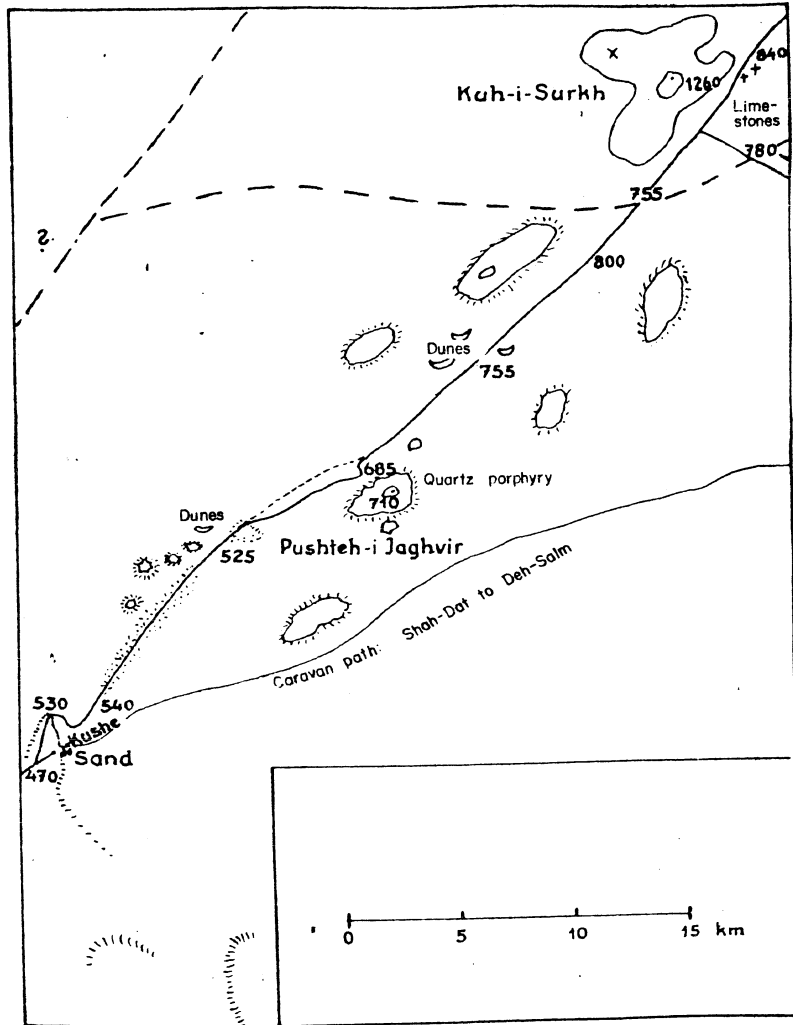 840
Kuh-i-Surkh
1260
Lime-
stones
780
755
?
800
Dunes
755
685
Quartz porphyry
710
Dunes
525
Pushteh-i Jaghvir
Caravan path: Shah-Dat to Deh-Salm
530
540
Kushe
Sand
470
0 5 10 15 km